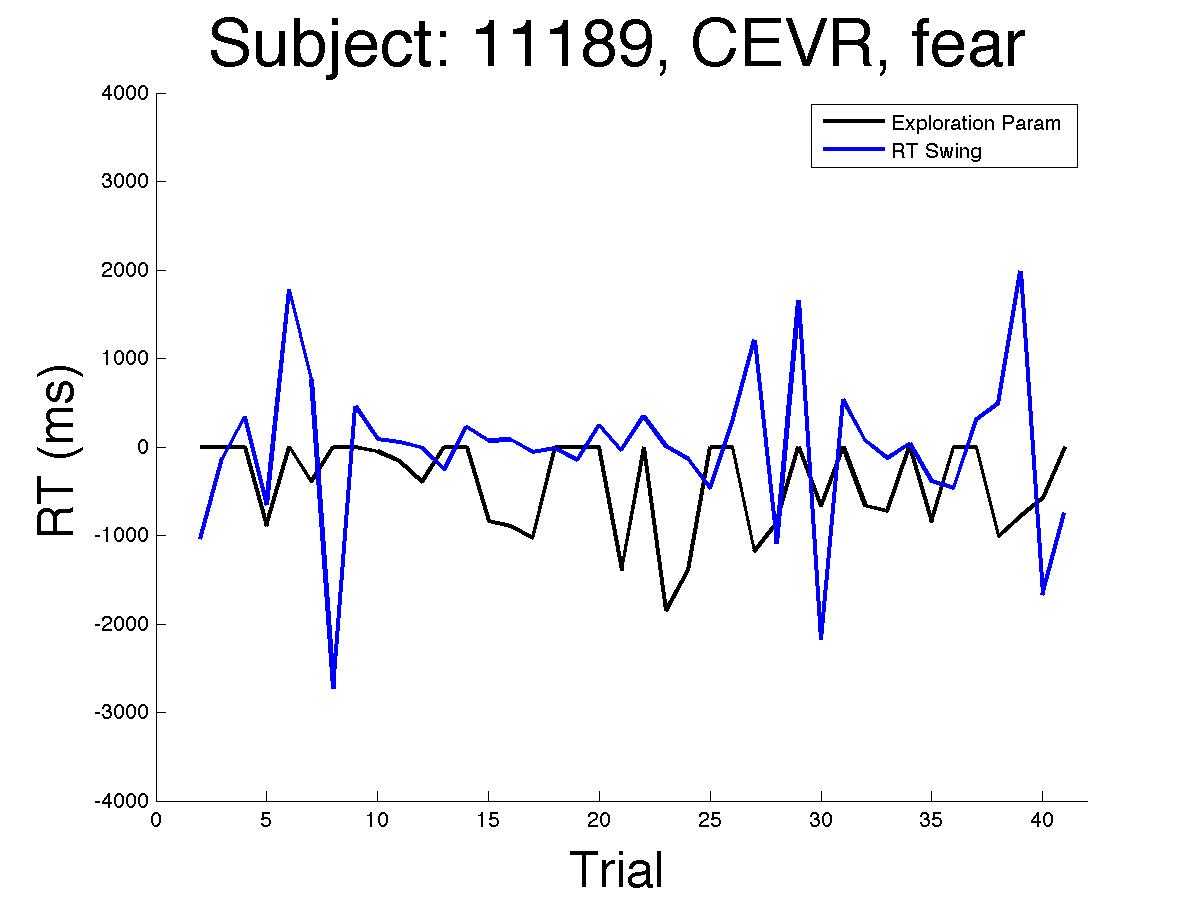 Subject: 11189, CEVR, fear
4000
3000
2000
1000
0
-1000
-2000
-3000
-4000
RT (ms)
Exploration Param
RT Swing
0 5 10 15 20 25 30 35 40
Trial